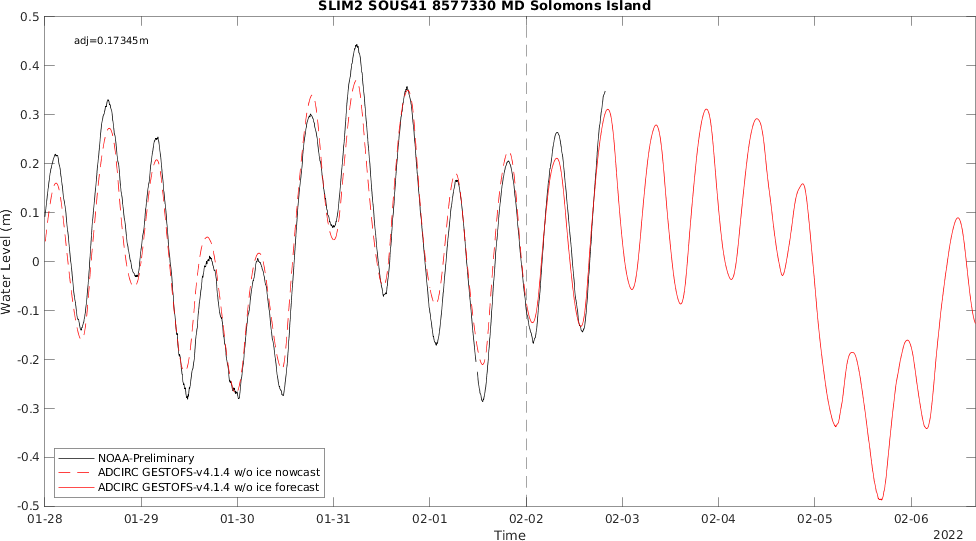 SLIM2 SOUS41 8577330 MD Solomons Island
adj=0.17345m
0.5
0.4
0.3
0.2
0.1
0
-0.1
-0.2
-0.3
-0.4
-0.5
Water Level (m)
NOAA-Preliminary
ADCIRC GESTOFS-v4.1.4 w/o ice nowcast
ADCIRC GESTOFS-v4.1.4 w/o ice forecast
01-28 01-29 01-30 01-31 02-01 02-02 02-03 02-04 02-05 02-06
Time
2022